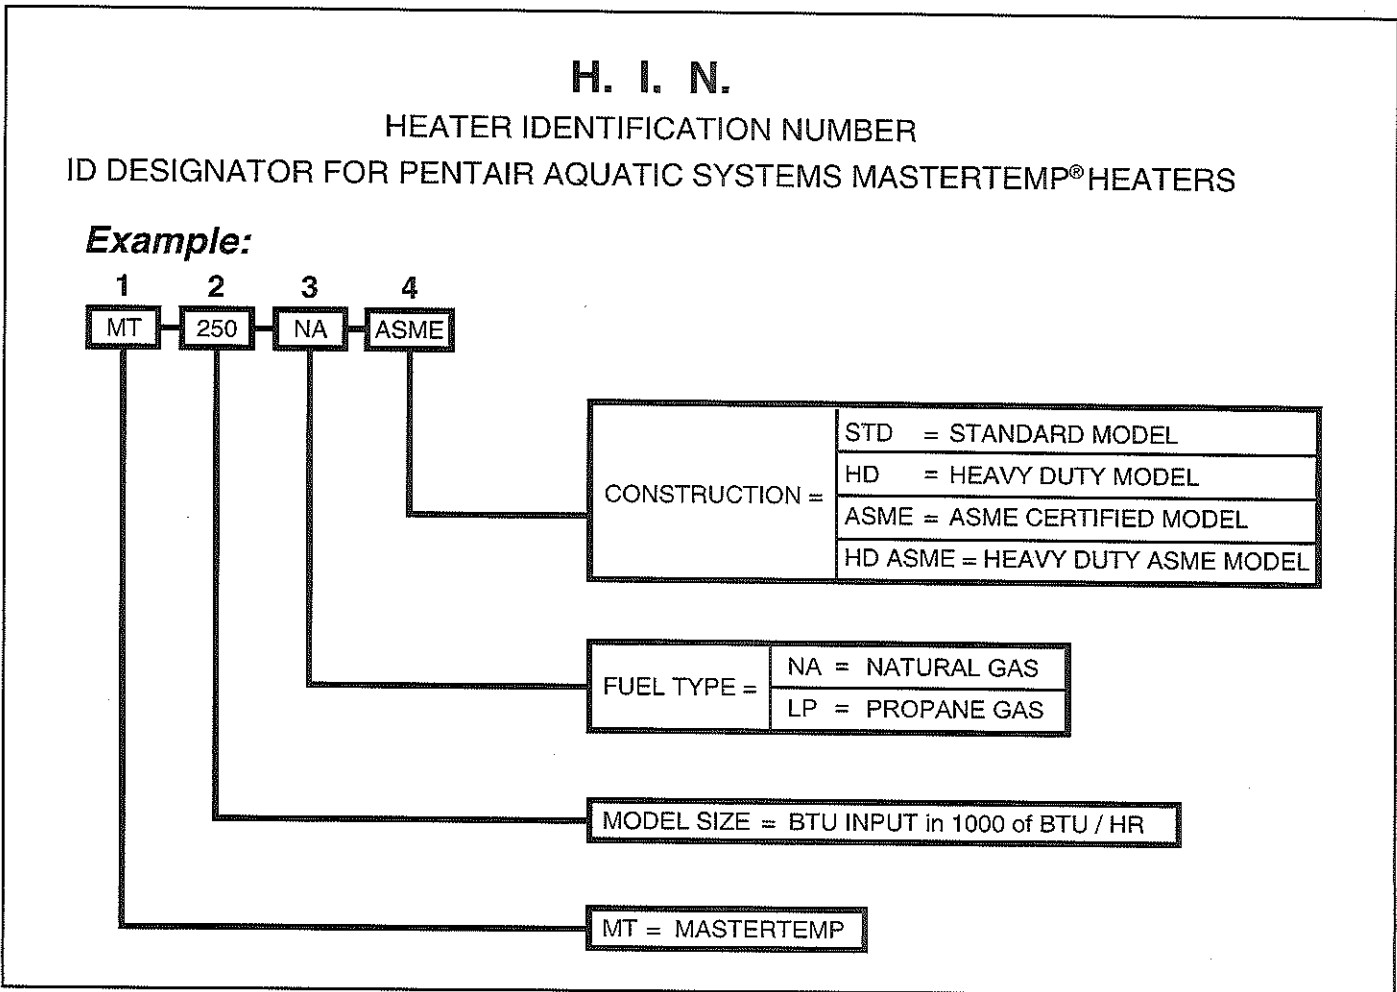 H. I. N.
HEATER IDENTIFICATION NUMBER
ID DESIGNATOR FOR PENTAIR AQUATIC SYSTEMS MASTERTEMP® HEATERS
Example:
1 2 3 4
MT 250 NA ASME
CONSTRUCTION =
STD = STANDARD MODEL
HD = HEAVY DUTY MODEL
ASME = ASME CERTIFIED MODEL
HD ASME = HEAVY DUTY ASME MODEL
FUEL TYPE =
NA = NATURAL GAS
LP = PROPANE GAS
MODEL SIZE = BTU INPUT in 1000 of BTU / HR
MT = MASTERTEMP